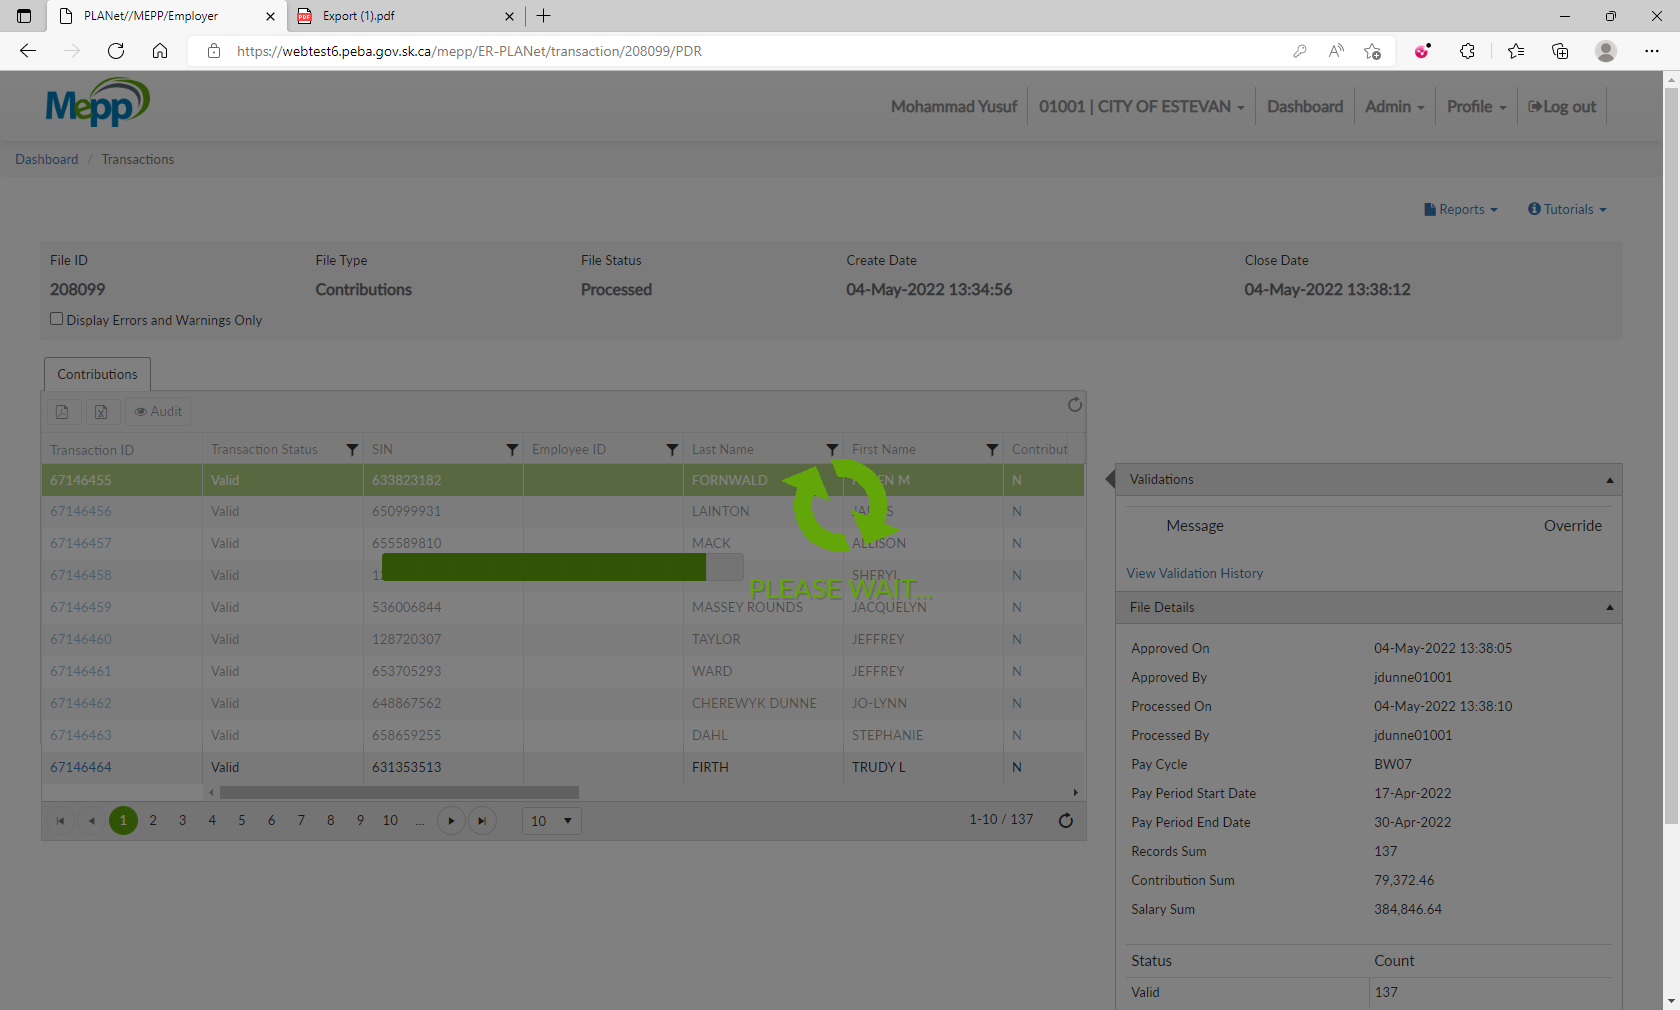 PLANet//MEPP/Employer
Export (1).pdf
https://webtest6.peba.gov.sk.ca/mepp/ER-PLANet/transaction/208099/PDR
Mepp
Mohammad Yusuf
01001 | CITY OF ESTEVAN
Dashboard
Admin
Profile
Log out
Dashboard / Transactions
Reports
Tutorials
File ID File Type File Status Create Date Close Date
208099 Contributions Processed 04-May-2022 13:34:56 04-May-2022 13:38:12
Display Errors and Warnings Only
Contributions
Audit
Transaction ID Transaction Status SIN Employee ID Last Name First Name Contribut
67146455 Valid 633823182 FORNWALD M N
67146456 Valid 650999931 LAINTON N
67146457 Valid 655589810 MACK ALLISON N
67146458 Valid SHERYL N
PLEASE WAIT...
67146459 Valid 536006844 MASSEY ROUNDS JACQUELYN N
67146460 Valid 128720307 TAYLOR JEFFREY N
67146461 Valid 653705293 WARD JEFFREY N
67146462 Valid 648867562 CHEREWYK DUNNE JO-LYNN N
67146463 Valid 658659255 DAHL STEPHANIE N
67146464 Valid 631353513 FIRTH TRUDY L N
1 2 3 4 5 6 7 8 9 10 ... 10 1-10 / 137
Validations
Message Override
View Validation History
File Details
Approved On 04-May-2022 13:38:05
Approved By jdunne01001
Processed On 04-May-2022 13:38:10
Processed By jdunne01001
Pay Cycle BW07
Pay Period Start Date 17-Apr-2022
Pay Period End Date 30-Apr-2022
Records Sum 137
Contribution Sum 79,372.46
Salary Sum 384,846.64
Status Count
Valid 137